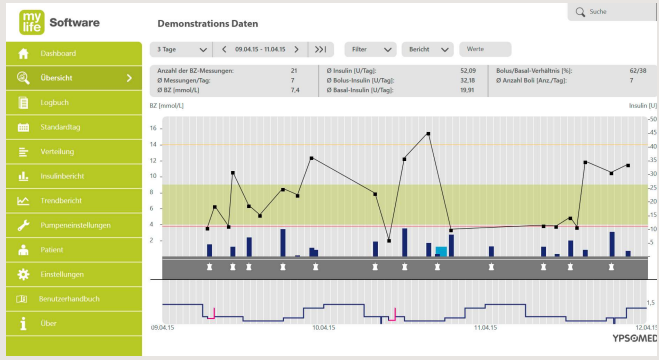 my life Software
Demonstrations Daten
Suche
Dashboard
Übersicht
Logbuch
Standardtag
Verteilung
Insulinbericht
Trendbericht
Pumpeneinstellungen
Patient
Einstellungen
Benutzerhandbuch
Über
3 Tage 09.04.15 - 11.04.15 Filter Bericht Werte
Anzahl der BZ-Messungen: 21 Ø Insulin [U/Tag]: 52,09 Bolus/Basal-Verhältnis [%]: 62/38
Ø Messungen/Tag: 7 Ø Bolus-Insulin [U/Tag]: 32,18 Ø Anzahl Boli [Anz./Tag]: 7
Ø BZ [mmol/L] 7,4 Ø Basal-Insulin [U/Tag]: 19,91
BZ [mmol/L] Insulin [U]
50
16 45
14 40
12 35
10 30
8 25
6 20
4 15
2 10
5
1,5
09.04.15 10.04.15 11.04.15 12.04.15
YPSOMED